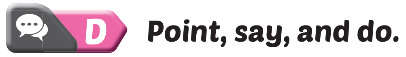 D Point, say, and do.